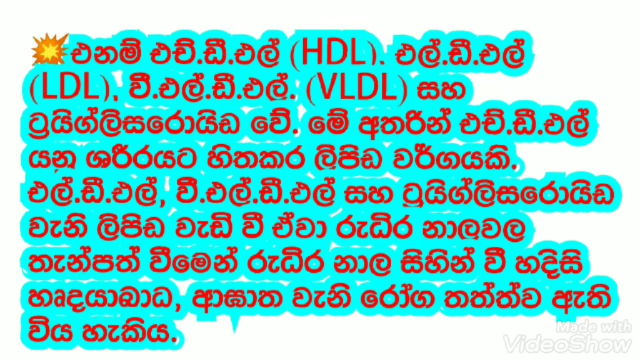 එනම් එච්.ඩී.එල් (HDL). එල්.ඩී.එල්
(LDL). වී.එල්.ඩී.එල්. (VLDL) සහ
ට්‍රයිග්ලිසරොයිඩ වේ. මේ අතරින් එච්.ඩී.එල්
යනු ශරීරයට හිතකර ලිපිඩ වර්ගයකි.
එල්.ඩී.එල්, වී.එල්.ඩී.එල් සහ ට්‍රයිග්ලිසරොයිඩ
වැනි ලිපිඩ වැඩි වී ඒවා රුධිර නාලවල
තැන්පත් වීමෙන් රුධිර නාල සිහින් වී හදිසි
හෘදයාබාධ, ආඝාත වැනි රෝග තත්ත්ව ඇති
විය හැකිය.
Made with
VideoShow